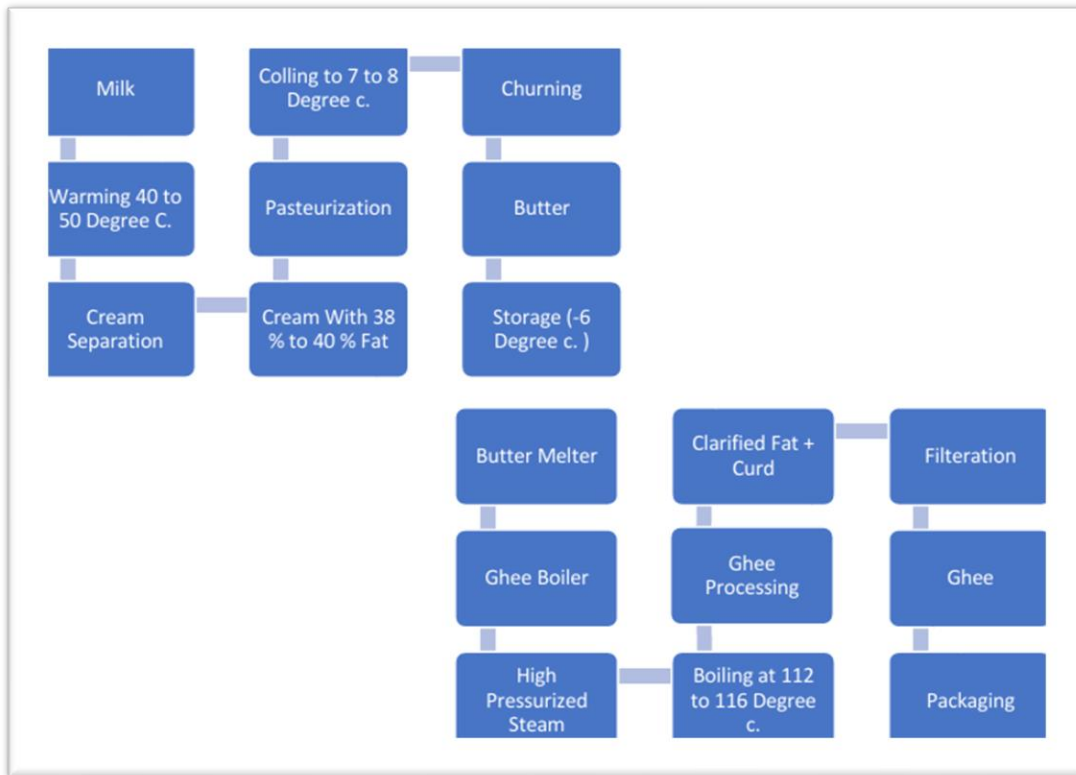 Milk
Warming 40 to
50 Degree C.
Cream
Separation
Cream With 38
% to 40 % Fat
Pasteurization
Colling to 7 to 8
Degree c.
Churning
Butter
Storage (-6
Degree c. )
Butter Melter
Ghee Boiler
High
Pressurized
Steam
Boiling at 112
to 116 Degree
c.
Ghee
Processing
Clarified Fat +
Curd
Filteration
Ghee
Packaging